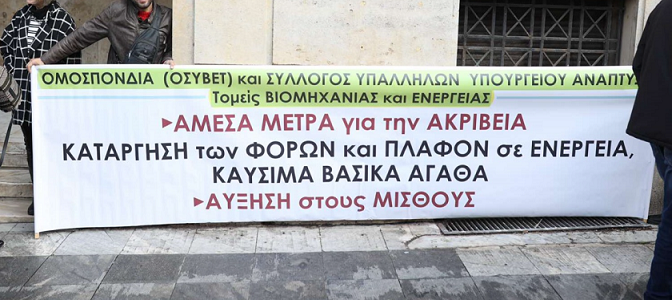 ΟΜΟΣΠΟΝΔΙΑ (ΟΣΥΒΕΤ) και ΣΥΛΛΟΓΟΣ ΥΠΑΛΛΗΛΩΝ ΥΠΟΥΡΓΕΙΟΥ ΑΝΑΠΤΥ
Τομείς ΒΙΟΜΗΧΑΝΙΑΣ και ΕΝΕΡΓΕΙΑΣ
▸ΑΜΕΣΑ ΜΕΤΡΑ για την ΑΚΡΙΒΕΙΑ
ΚΑΤΑΡΓΗΣΗ των ΦΟΡΩΝ και ΠΛΑΦΟΝ σε ΕΝΕΡΓΕΙΑ,
ΚΑΥΣΙΜΑ ΒΑΣΙΚΑ ΑΓΑΘΑ
▸ΑΥΞΗΣΗ στους ΜΙΣΘΟΥΣ